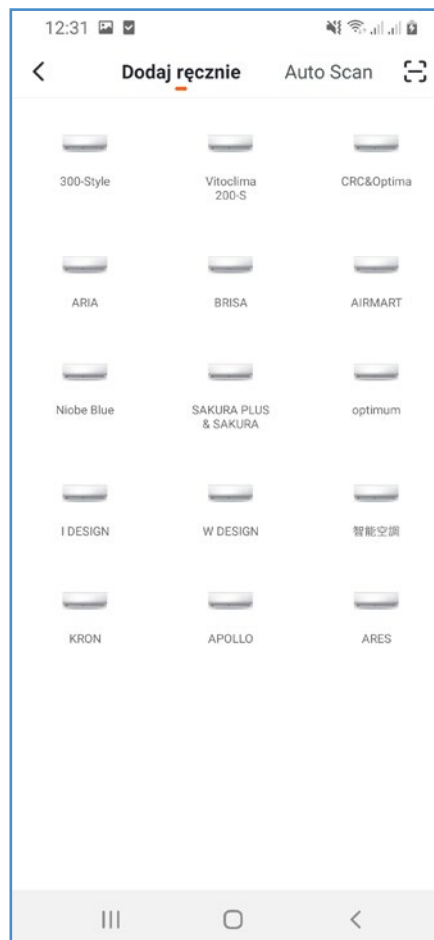 12:31
Dodaj ręcznie Auto Scan
300-Style Vitoclima CRC&Optima
200-S
ARIA BRISA AIRMART
Niobe Blue SAKURA PLUS optimum
& SAKURA
I DESIGN W DESIGN 智能空調
KRON APOLLO ARES